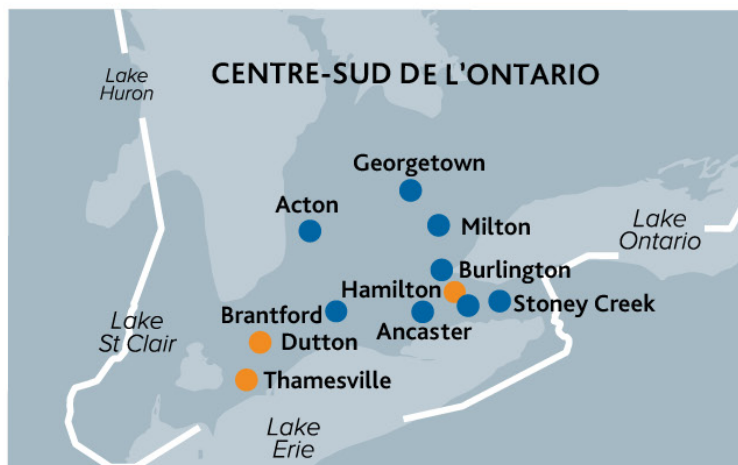 Lake
Huron
CENTRE-SUD DE L'ONTARIO
Georgetown
Acton
Milton
Lake
Ontario
Burlington
Hamilton
Stoney Creek
Brantford
Ancaster
Lake
St Clair
Dutton
Thamesville
Lake
Erie